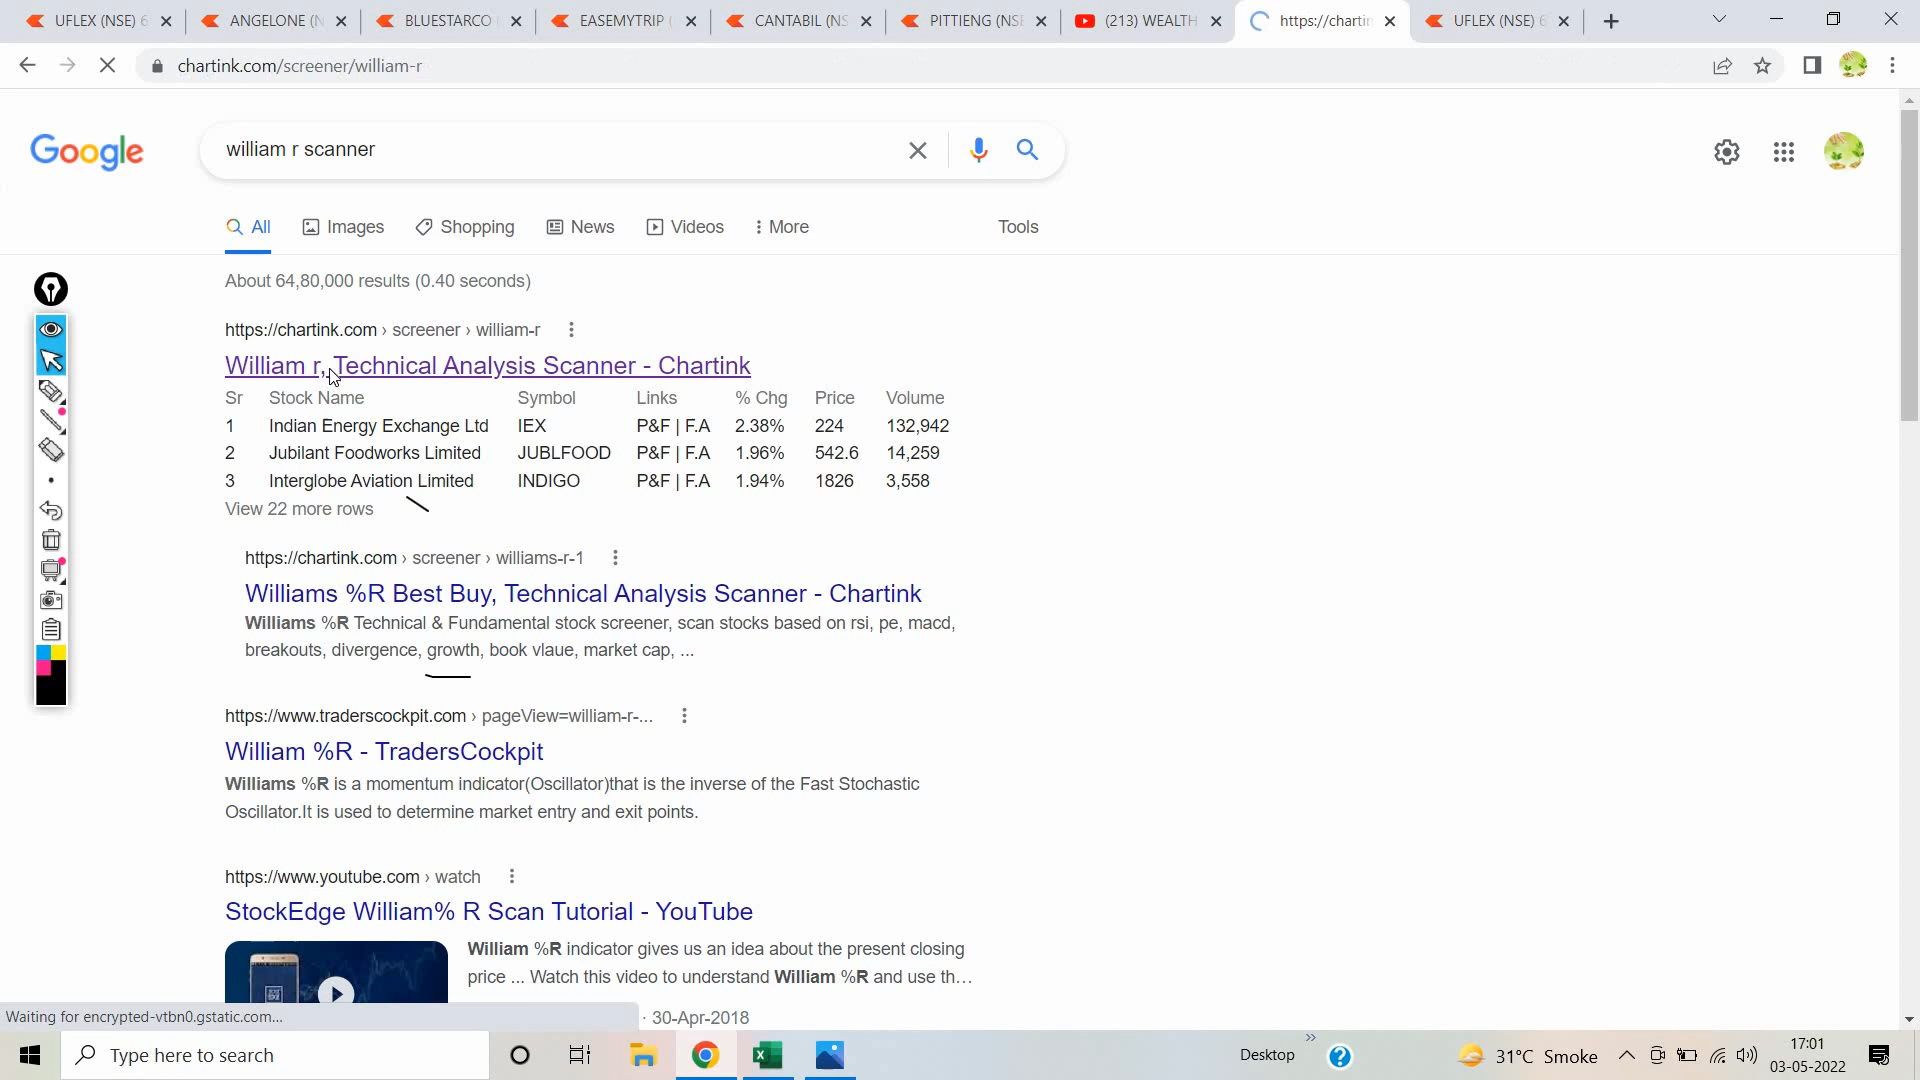 UFLEX (NSE) 6
ANGELONE (N
BLUESTARCO
EASEMYTRIP (
CANTABIL (NS
PITTIENG (NSE
(213) WEALTH
https://chartin
UFLEX (NSE) 6
chartink.com/screener/william-r
Google
william r scanner
All
Images
Shopping
News
Videos
More
Tools
About 64,80,000 results (0.40 seconds)
https://chartink.com › screener › william-r
William r, Technical Analysis Scanner - Chartink
Sr Stock Name Symbol Links % Chg Price Volume
1 Indian Energy Exchange Ltd IEX P&F | F.A 2.38% 224 132,942
2 Jubilant Foodworks Limited JUBLFOOD P&F | F.A 1.96% 542.6 14,259
3 Interglobe Aviation Limited INDIGO P&F | F.A 1.94% 1826 3,558
View 22 more rows
https://chartink.com › screener › williams-r-1
Williams %R Best Buy, Technical Analysis Scanner - Chartink
Williams %R Technical & Fundamental stock screener, scan stocks based on rsi, pe, macd,
breakouts, divergence, growth, book vlaue, market cap, ...
https://www.traderscockpit.com › pageView=william-r-...
William %R - TradersCockpit
Williams %R is a momentum indicator(Oscillator)that is the inverse of the Fast Stochastic
Oscillator.It is used to determine market entry and exit points.
https://www.youtube.com › watch
StockEdge William% R Scan Tutorial - YouTube
William %R indicator gives us an idea about the present closing
price ... Watch this video to understand William %R and use th...
· 30-Apr-2018
Waiting for encrypted-vtbn0.gstatic.com...
Type here to search
Desktop
31°C Smoke
17:01
03-05-2022